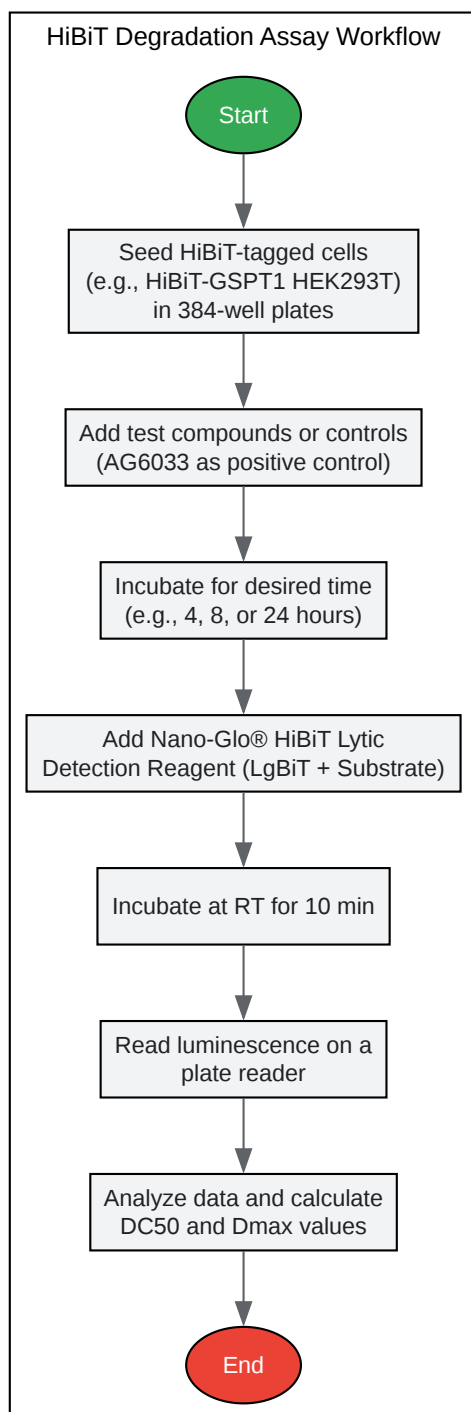 HiBiT Degradation Assay Workflow
Start
Seed HiBiT-tagged cells
(e.g., HiBiT-GSPT1 HEK293T)
in 384-well plates
Add test compounds or controls
(AG6033 as positive control)
Incubate for desired time
(e.g., 4, 8, or 24 hours)
Add Nano-Glo® HiBiT Lytic
Detection Reagent (LgBiT + Substrate)
Incubate at RT for 10 min
Read luminescence on a
plate reader
Analyze data and calculate
DC50 and Dmax values
End